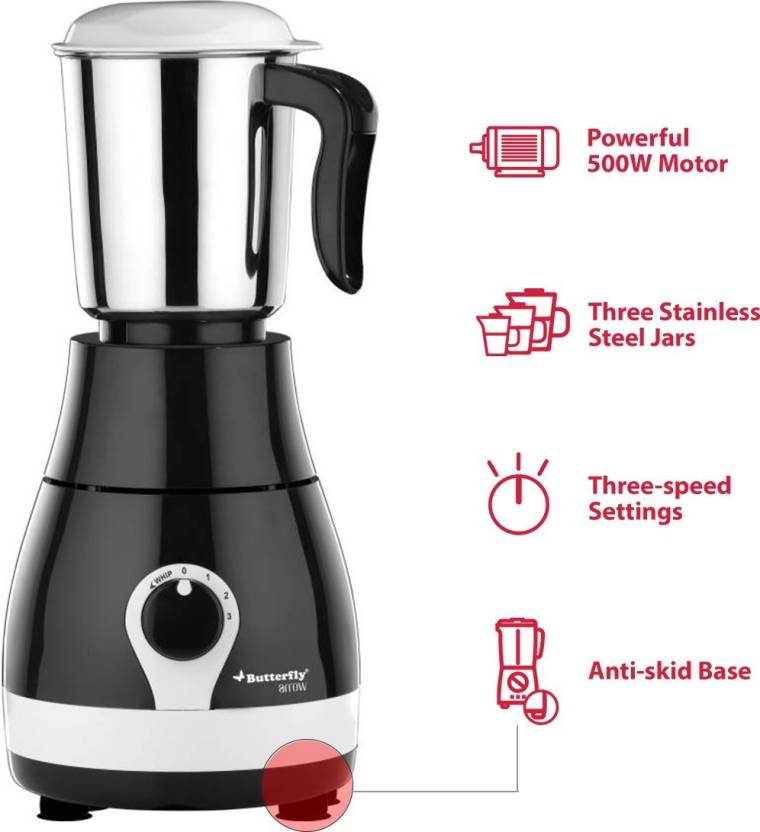 Powerful
500W Motor
Three Stainless
Steel Jars
Three-speed
Settings
Anti-skid Base
WHIP 0 1 2 3
Butterfly®
arrow